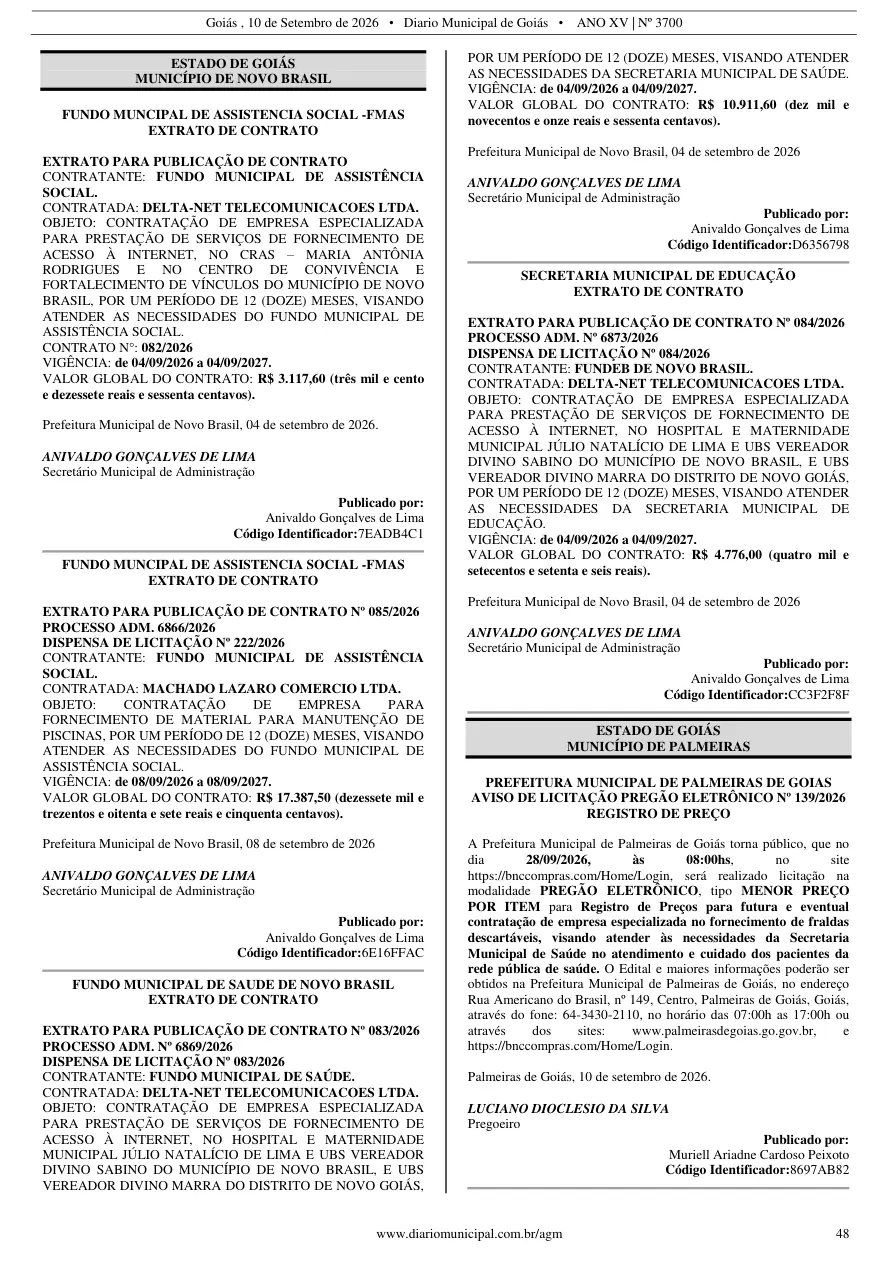 Goiás , 10 de Setembro de 2026 • Diario Municipal de Goiás • ANO XV | Nº 3700
ESTADO DE GOIÁS
MUNICÍPIO DE NOVO BRASIL
FUNDO MUNCIPAL DE ASSISTENCIA SOCIAL -FMAS
EXTRATO DE CONTRATO
EXTRATO PARA PUBLICAÇÃO DE CONTRATO
CONTRATANTE: FUNDO MUNICIPAL DE ASSISTÊNCIA
SOCIAL.
CONTRATADA: DELTA-NET TELECOMUNICACOES LTDA.
OBJETO: CONTRATAÇÃO DE EMPRESA ESPECIALIZADA
PARA PRESTAÇÃO DE SERVIÇOS DE FORNECIMENTO DE
ACESSO À INTERNET, NO CRAS – MARIA ANTÔNIA
RODRIGUES E NO CENTRO DE CONVIVÊNCIA E
FORTALECIMENTO DE VÍNCULOS DO MUNICÍPIO DE NOVO
BRASIL, POR UM PERÍODO DE 12 (DOZE) MESES, VISANDO
ATENDER AS NECESSIDADES DO FUNDO MUNICIPAL DE
ASSISTÊNCIA SOCIAL.
CONTRATO N°: 082/2026
VIGÊNCIA: de 04/09/2026 a 04/09/2027.
VALOR GLOBAL DO CONTRATO: R$ 3.117,60 (três mil e cento
e dezessete reais e sessenta centavos).
Prefeitura Municipal de Novo Brasil, 04 de setembro de 2026.
ANIVALDO GONÇALVES DE LIMA
Secretário Municipal de Administração
Publicado por:
Anivaldo Gonçalves de Lima
Código Identificador:7EADB4C1
FUNDO MUNCIPAL DE ASSISTENCIA SOCIAL -FMAS
EXTRATO DE CONTRATO
EXTRATO PARA PUBLICAÇÃO DE CONTRATO Nº 085/2026
PROCESSO ADM. 6866/2026
DISPENSA DE LICITAÇÃO Nº 222/2026
CONTRATANTE: FUNDO MUNICIPAL DE ASSISTÊNCIA
SOCIAL.
CONTRATADA: MACHADO LAZARO COMERCIO LTDA.
OBJETO: CONTRATAÇÃO DE EMPRESA PARA
FORNECIMENTO DE MATERIAL PARA MANUTENÇÃO DE
PISCINAS, POR UM PERÍODO DE 12 (DOZE) MESES, VISANDO
ATENDER AS NECESSIDADES DO FUNDO MUNICIPAL DE
ASSISTÊNCIA SOCIAL.
VIGÊNCIA: de 08/09/2026 a 08/09/2027.
VALOR GLOBAL DO CONTRATO: R$ 17.387,50 (dezessete mil e
trezentos e oitenta e sete reais e cinquenta centavos).
Prefeitura Municipal de Novo Brasil, 08 de setembro de 2026
ANIVALDO GONÇALVES DE LIMA
Secretário Municipal de Administração
Publicado por:
Anivaldo Gonçalves de Lima
Código Identificador:6E16FFAC
FUNDO MUNICIPAL DE SAUDE DE NOVO BRASIL
EXTRATO DE CONTRATO
EXTRATO PARA PUBLICAÇÃO DE CONTRATO Nº 083/2026
PROCESSO ADM. Nº 6869/2026
DISPENSA DE LICITAÇÃO Nº 083/2026
CONTRATANTE: FUNDO MUNICIPAL DE SAÚDE.
CONTRATADA: DELTA-NET TELECOMUNICACOES LTDA.
OBJETO: CONTRATAÇÃO DE EMPRESA ESPECIALIZADA
PARA PRESTAÇÃO DE SERVIÇOS DE FORNECIMENTO DE
ACESSO À INTERNET, NO HOSPITAL E MATERNIDADE
MUNICIPAL JÚLIO NATALÍCIO DE LIMA E UBS VEREADOR
DIVINO SABINO DO MUNICÍPIO DE NOVO BRASIL, E UBS
VEREADOR DIVINO MARRA DO DISTRITO DE NOVO GOIÁS,
POR UM PERÍODO DE 12 (DOZE) MESES, VISANDO ATENDER
AS NECESSIDADES DA SECRETARIA MUNICIPAL DE SAÚDE.
VIGÊNCIA: de 04/09/2026 a 04/09/2027.
VALOR GLOBAL DO CONTRATO: R$ 10.911,60 (dez mil e
novecentos e onze reais e sessenta centavos).
Prefeitura Municipal de Novo Brasil, 04 de setembro de 2026
ANIVALDO GONÇALVES DE LIMA
Secretário Municipal de Administração
Publicado por:
Anivaldo Gonçalves de Lima
Código Identificador:D6356798
SECRETARIA MUNICIPAL DE EDUCAÇÃO
EXTRATO DE CONTRATO
EXTRATO PARA PUBLICAÇÃO DE CONTRATO Nº 084/2026
PROCESSO ADM. Nº 6873/2026
DISPENSA DE LICITAÇÃO Nº 084/2026
CONTRATANTE: FUNDEB DE NOVO BRASIL.
CONTRATADA: DELTA-NET TELECOMUNICACOES LTDA.
OBJETO: CONTRATAÇÃO DE EMPRESA ESPECIALIZADA
PARA PRESTAÇÃO DE SERVIÇOS DE FORNECIMENTO DE
ACESSO À INTERNET, NO HOSPITAL E MATERNIDADE
MUNICIPAL JÚLIO NATALÍCIO DE LIMA E UBS VEREADOR
DIVINO SABINO DO MUNICÍPIO DE NOVO BRASIL, E UBS
VEREADOR DIVINO MARRA DO DISTRITO DE NOVO GOIÁS,
POR UM PERÍODO DE 12 (DOZE) MESES, VISANDO ATENDER
AS NECESSIDADES DA SECRETARIA MUNICIPAL DE
EDUCAÇÃO.
VIGÊNCIA: de 04/09/2026 a 04/09/2027.
VALOR GLOBAL DO CONTRATO: R$ 4.776,00 (quatro mil e
setecentos e setenta e seis reais).
Prefeitura Municipal de Novo Brasil, 04 de setembro de 2026
ANIVALDO GONÇALVES DE LIMA
Secretário Municipal de Administração
Publicado por:
Anivaldo Gonçalves de Lima
Código Identificador:CC3F2F8F
ESTADO DE GOIÁS
MUNICÍPIO DE PALMEIRAS
PREFEITURA MUNICIPAL DE PALMEIRAS DE GOIAS
AVISO DE LICITAÇÃO PREGÃO ELETRÔNICO Nº 139/2026
REGISTRO DE PREÇO
A Prefeitura Municipal de Palmeiras de Goiás torna público, que no
dia 28/09/2026, às 08:00hs, no site
https://bnccompras.com/Home/Login, será realizado licitação na
modalidade PREGÃO ELETRÔNICO, tipo MENOR PREÇO
POR ITEM para Registro de Preços para futura e eventual
contratação de empresa especializada no fornecimento de fraldas
descartáveis, visando atender às necessidades da Secretaria
Municipal de Saúde no atendimento e cuidado dos pacientes da
rede pública de saúde. O Edital e maiores informações poderão ser
obtidos na Prefeitura Municipal de Palmeiras de Goiás, no endereço
Rua Americano do Brasil, nº 149, Centro, Palmeiras de Goiás, Goiás,
através do fone: 64-3430-2110, no horário das 07:00h as 17:00h ou
através dos sites: www.palmeirasdegoias.go.gov.br, e
https://bnccompras.com/Home/Login.
Palmeiras de Goiás, 10 de setembro de 2026.
LUCIANO DIOCLESIO DA SILVA
Pregoeiro
Publicado por:
Muriell Ariadne Cardoso Peixoto
Código Identificador:8697AB82
www.diariomunicipal.com.br/agm 48